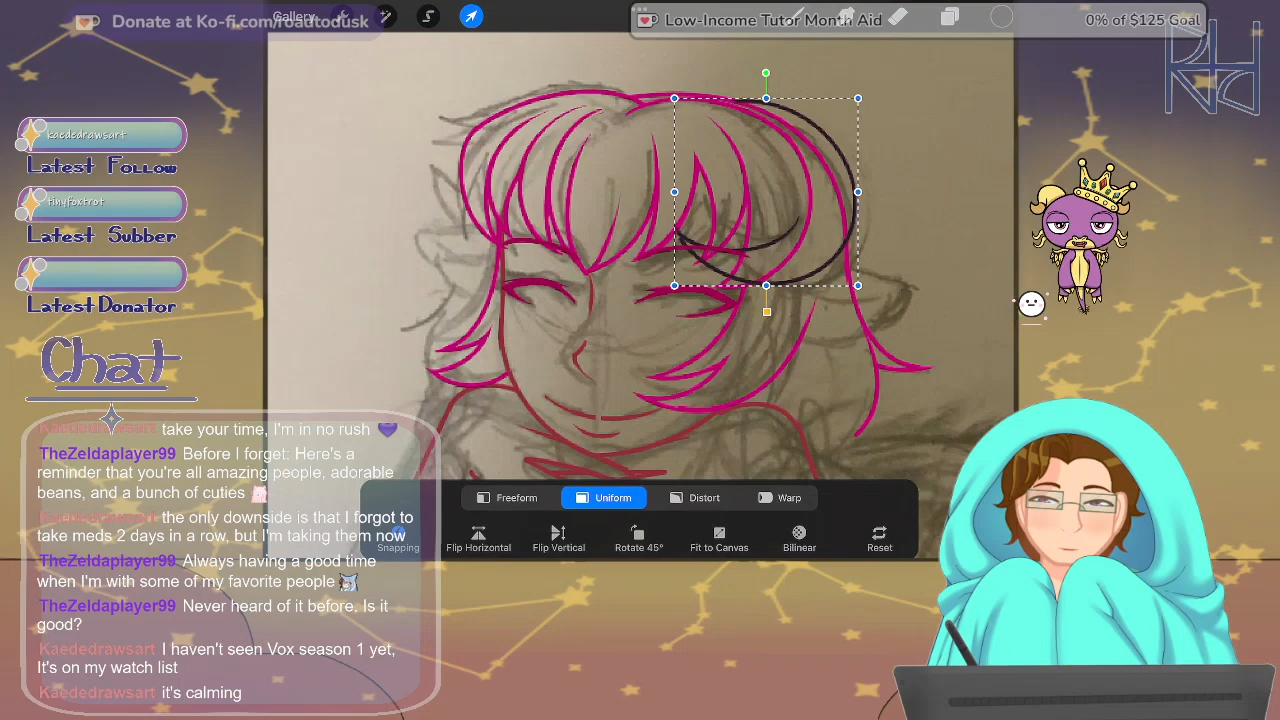 Gallery
Donate at Ko-fi.com/roadtodusk
Low-Income Tutor Month Aid
0% of $125 Goal
kaededrawsart
Latest Follow
tinyfoxtrot
Latest Subber
Latest Donator
Chat
Kaededrawsart take your time, I'm in no rush 💜
TheZeldaplayer99 Before I forget: Here's a
reminder that you're all amazing people, adorable
beans, and a bunch of cuties
Kaededrawsart the only downside is that I forgot to
take meds 2 days in a row, but I'm taking them now
TheZeldaplayer99 Always having a good time
when I'm with some of my favorite people
TheZeldaplayer99 Never heard of it before. Is it
good?
Kaededrawsart I haven't seen Vox season 1 yet,
It's on my watch list
Kaededrawsart it's calming
Freeform
Uniform
Distort
Warp
Snapping
Flip Horizontal
Flip Vertical
Rotate 45°
Fit to Canvas
Bilinear
Reset